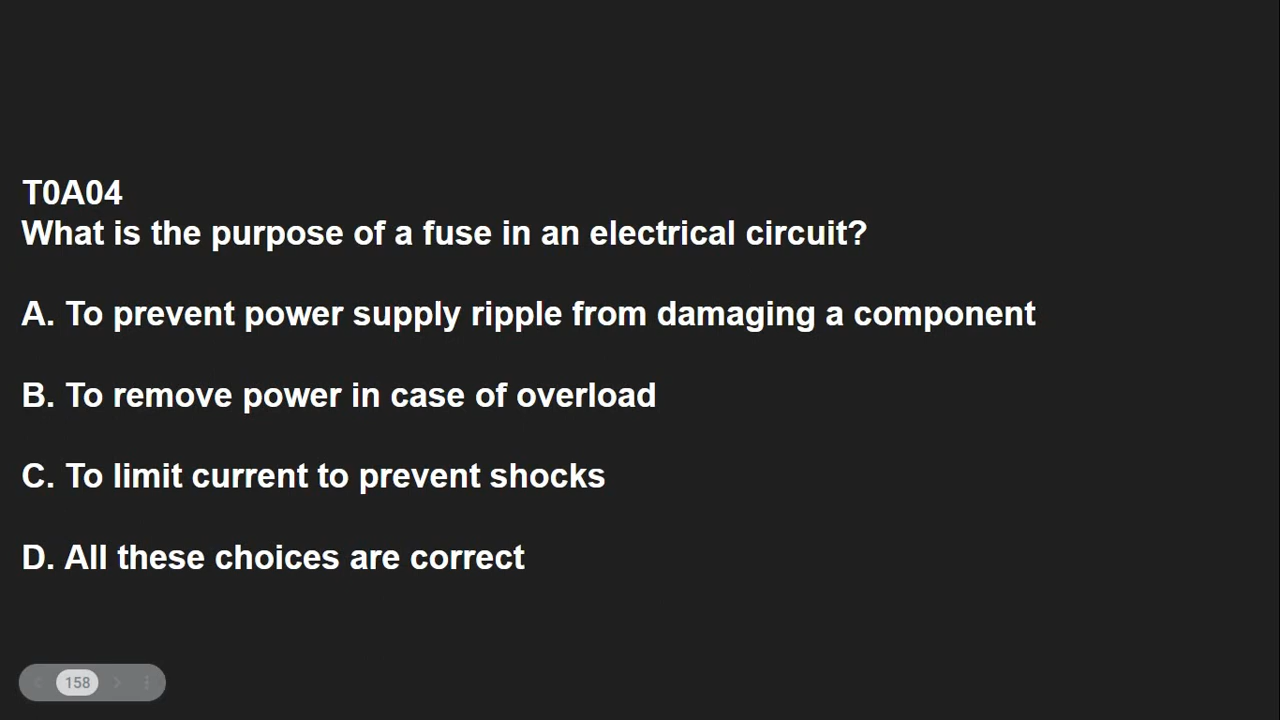 T0A04
What is the purpose of a fuse in an electrical circuit?
A. To prevent power supply ripple from damaging a component
B. To remove power in case of overload
C. To limit current to prevent shocks
D. All these choices are correct
158